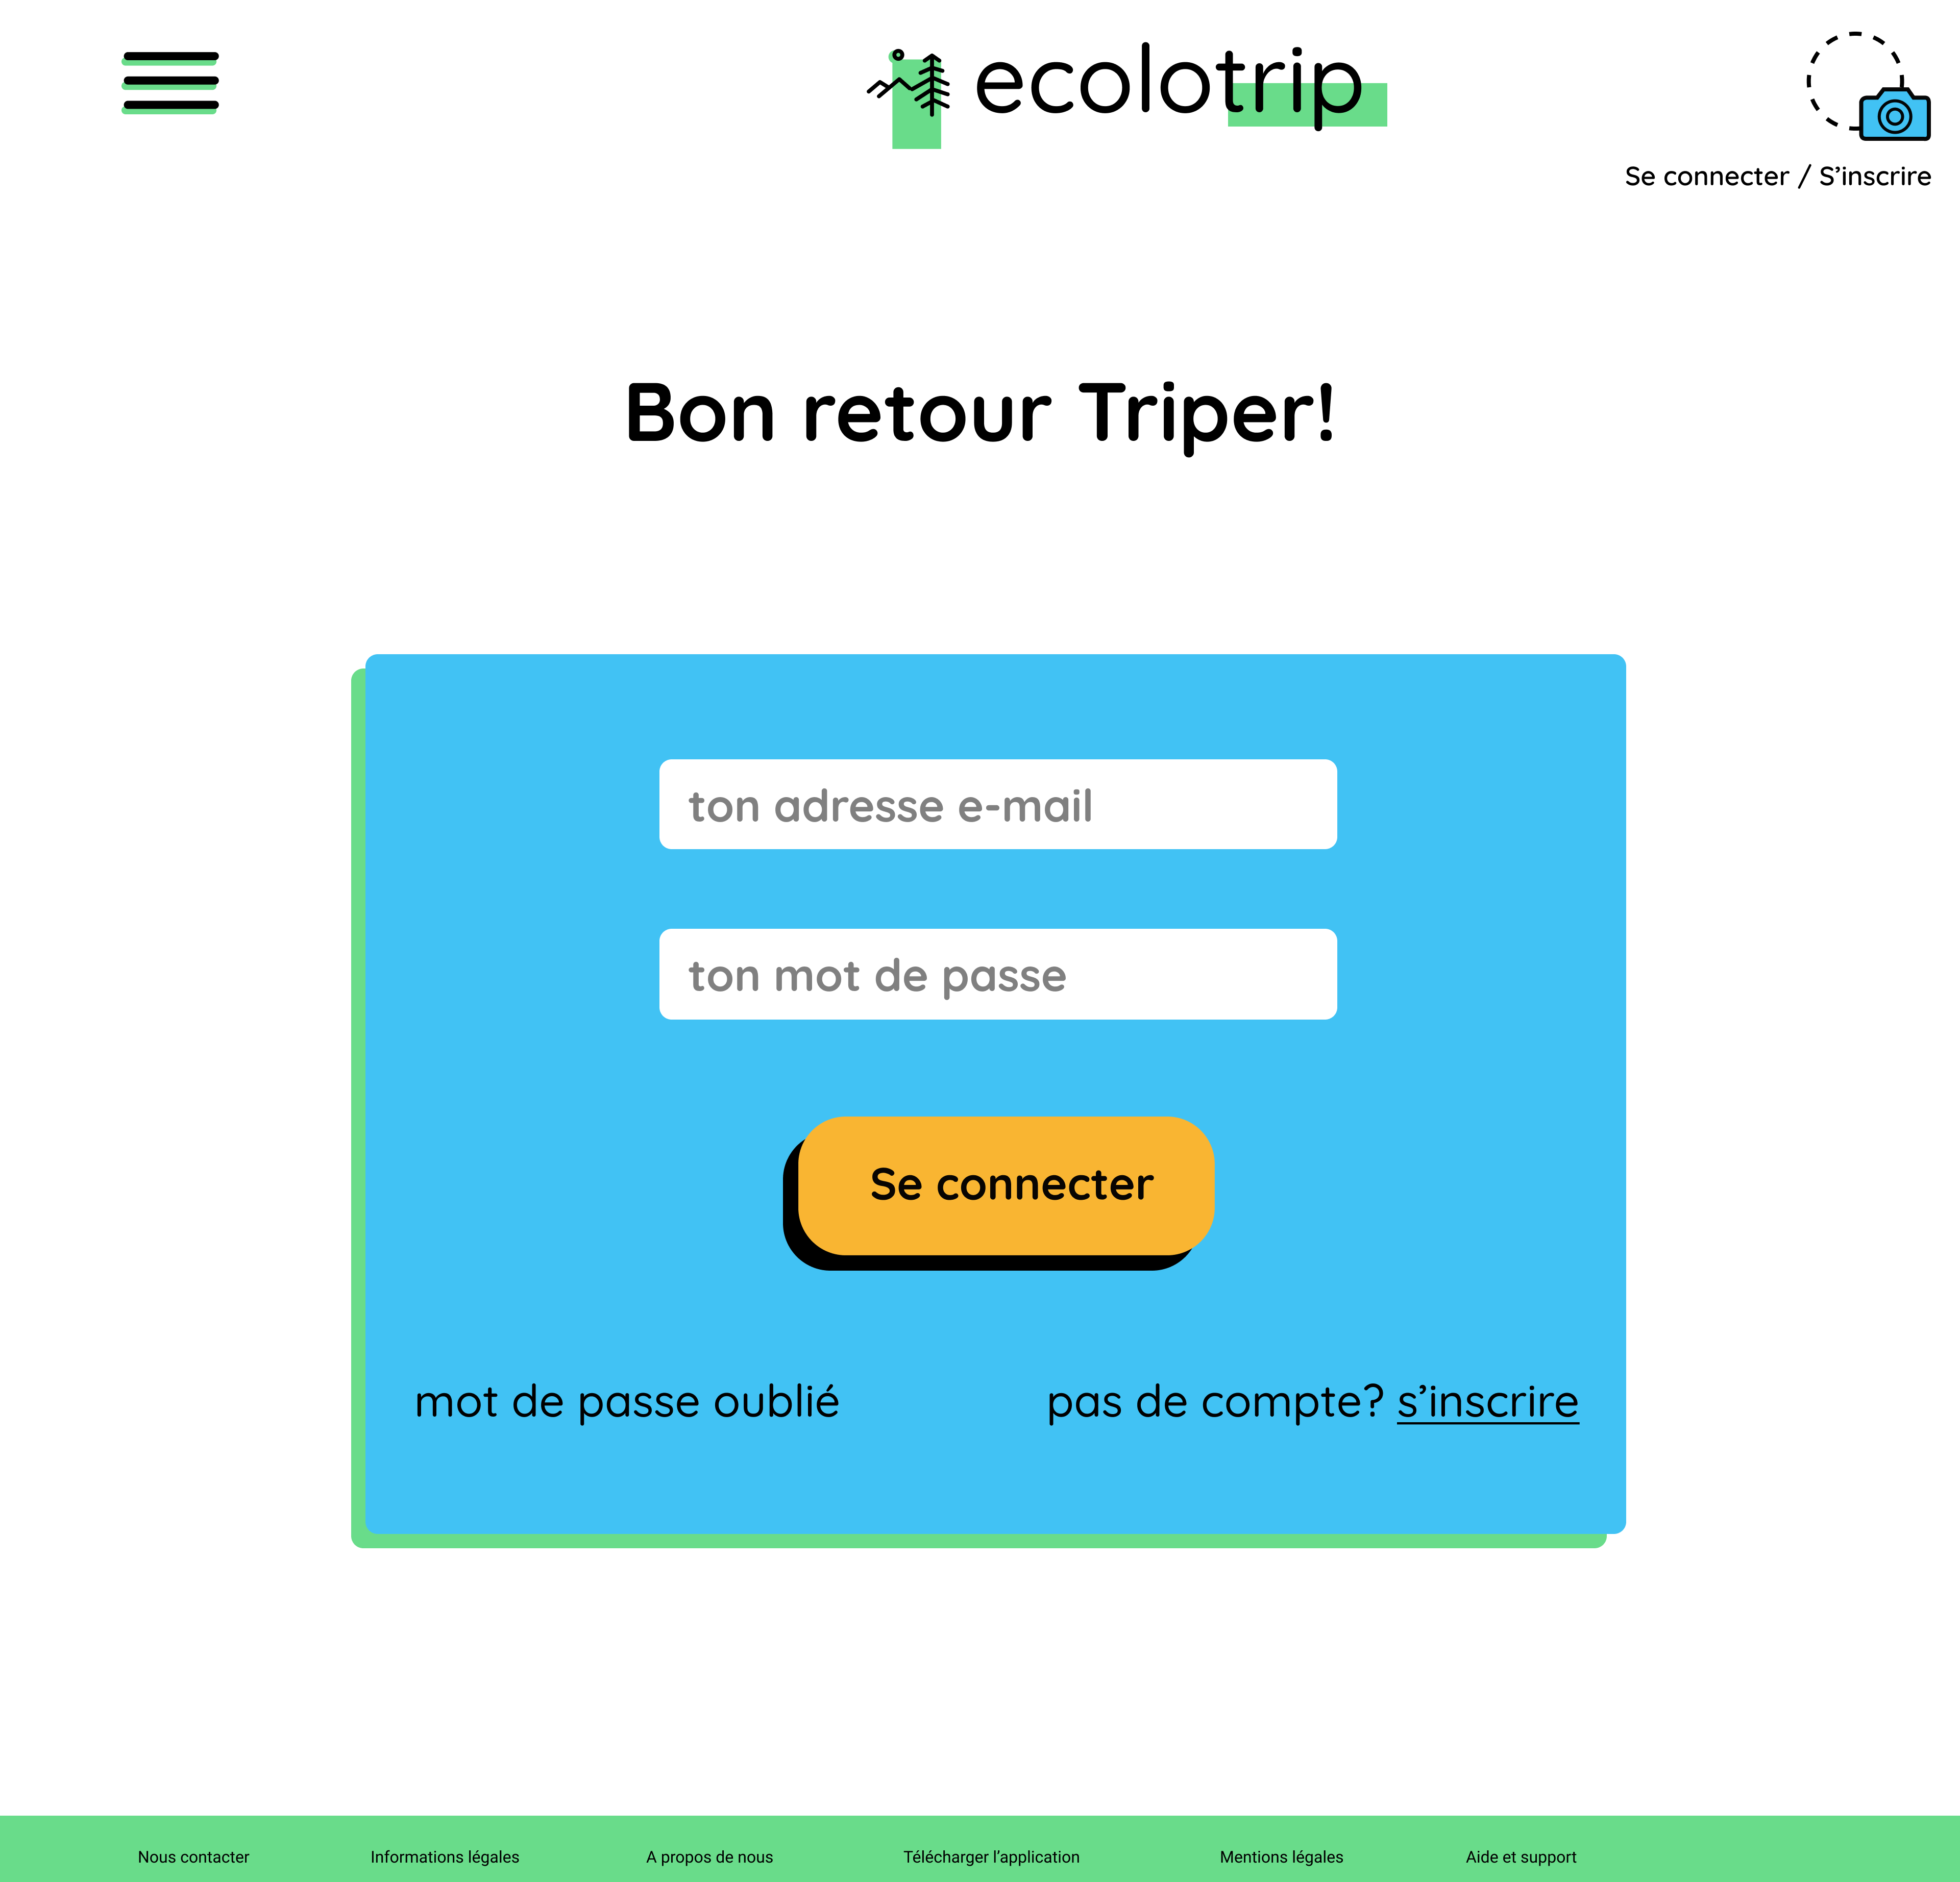 ecolotrip
Se connecter / S’inscrire
Bon retour Triper!
ton adresse e-mail
ton mot de passe
Se connecter
mot de passe oublié
pas de compte? s’inscrire
Nous contacter
Informations légales
A propos de nous
Télécharger l’application
Mentions légales
Aide et support